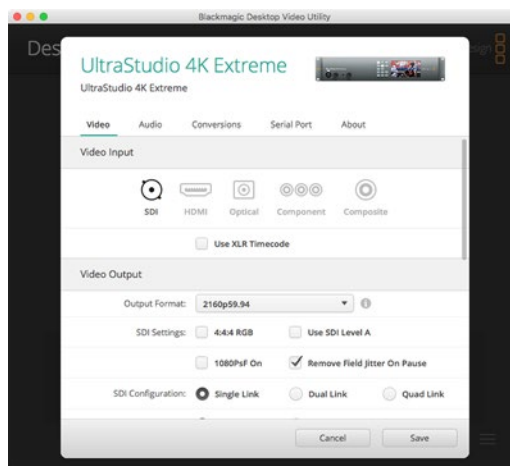 Blackmagic Desktop Video Utility
Des
UltraStudio 4K Extreme
UltraStudio 4K Extreme
Video Audio Conversions Serial Port About
Video Input
SDI HDMI Optical Component Composite
Use XLR Timecode
Video Output
Output Format: 2160p59.94
SDI Settings: 4:4:4 RGB Use SDI Level A
1080PsF On Remove Field Jitter On Pause
SDI Configuration: Single Link Dual Link Quad Link
Cancel Save